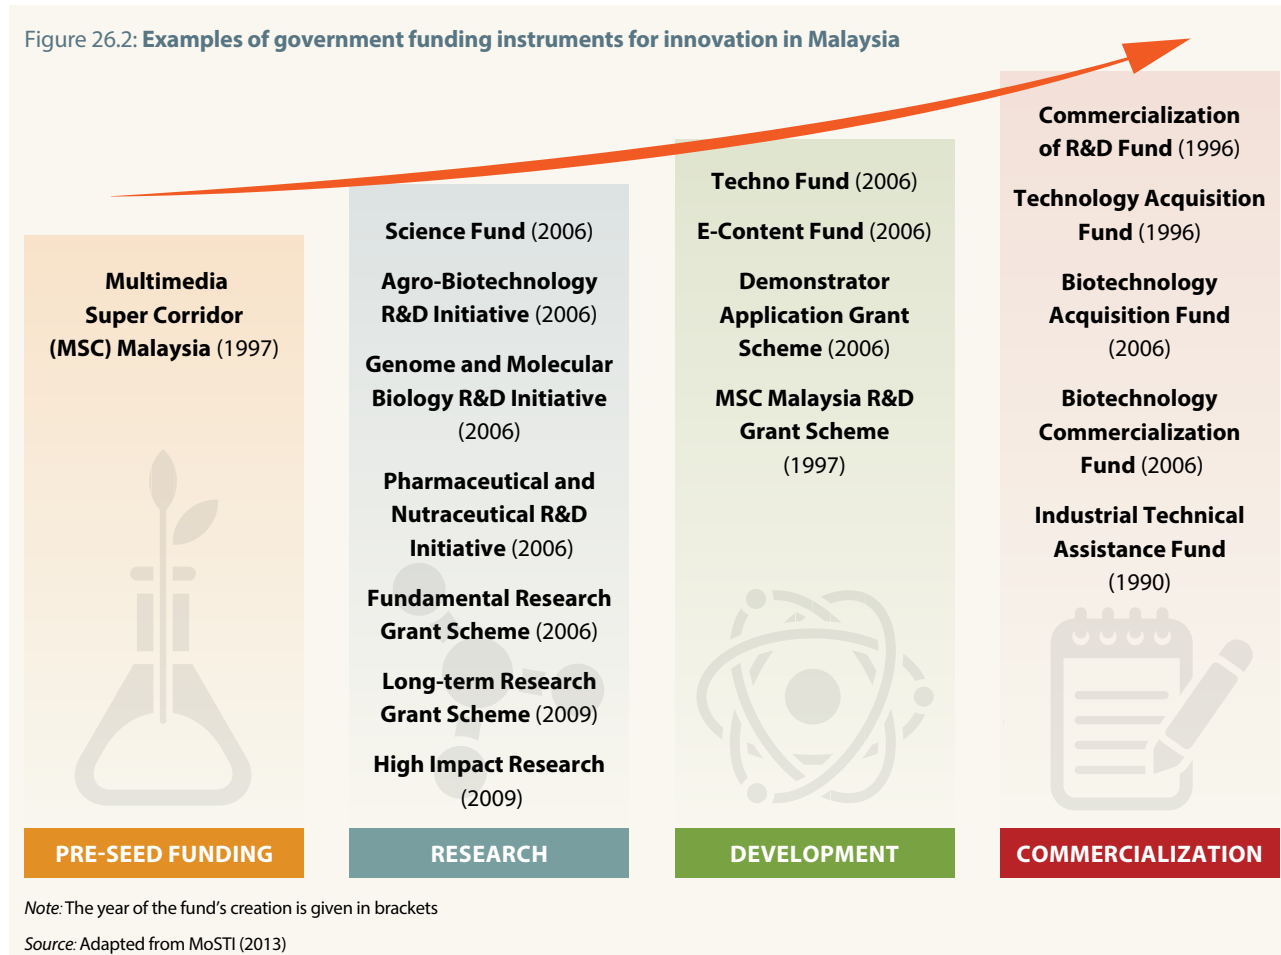 Figure 26.2: Examples of government funding instruments for innovation in Malaysia
Multimedia
Super Corridor
(MSC) Malaysia (1997)
PRE-SEED FUNDING
Science Fund (2006)
Agro-Biotechnology
R&D Initiative (2006)
Genome and Molecular
Biology R&D Initiative
(2006)
Pharmaceutical and
Nutraceutical R&D
Initiative (2006)
Fundamental Research
Grant Scheme (2006)
Long-term Research
Grant Scheme (2009)
High Impact Research
(2009)
RESEARCH
Techno Fund (2006)
E-Content Fund (2006)
Demonstrator
Application Grant
Scheme (2006)
MSC Malaysia R&D
Grant Scheme
(1997)
DEVELOPMENT
Commercialization
of R&D Fund (1996)
Technology Acquisition
Fund (1996)
Biotechnology
Acquisition Fund
(2006)
Biotechnology
Commercialization
Fund (2006)
Industrial Technical
Assistance Fund
(1990)
COMMERCIALIZATION
Note: The year of the fund's creation is given in brackets
Source: Adapted from MoSTI (2013)